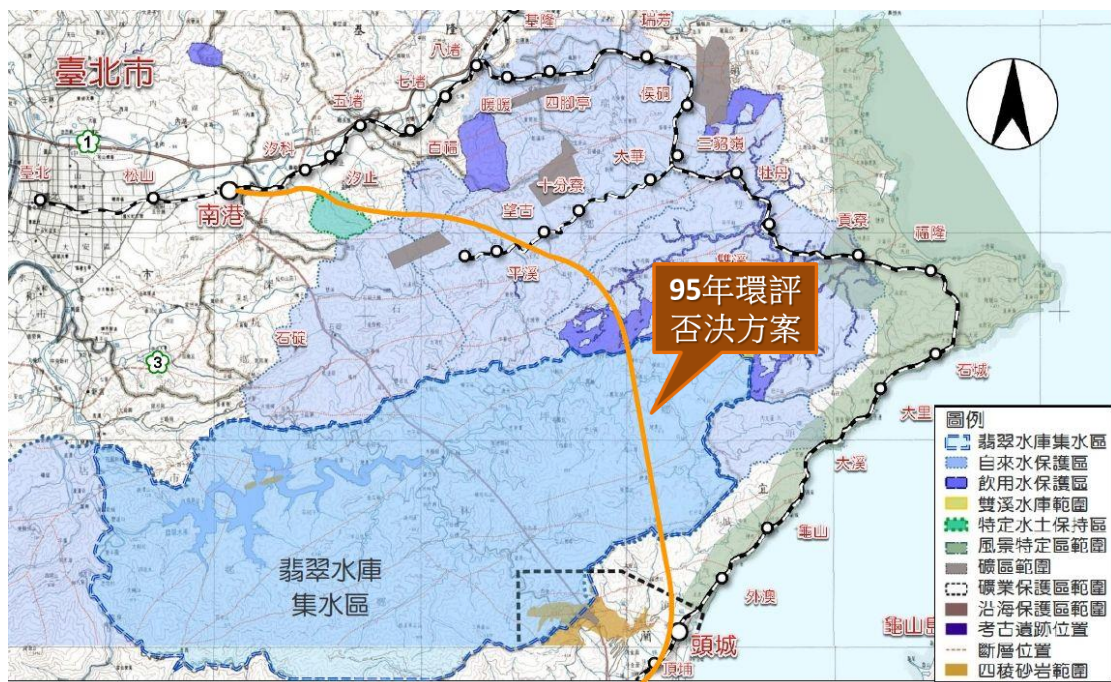 基隆
瑞芳
八堵
臺北市
七堵
五堵
暖暖
四腳亭
侯硐
1
汐科
百福
三貂嶺
大華
臺北
松山
汐止
十分寮
牡丹
南港
望古
貢寮
福隆
平溪
雙溪
95年環評
否決方案
石碇
3
石城
大里
大溪
龜山
翡翠水庫
集水區
外澳
頭城
龜山島
頂埔
圖例
翡翠水庫集水區
自來水保護區
飲用水保護區
雙溪水庫範圍
特定水土保持區
風景特定區範圍
礦區範圍
礦業保護區範圍
沿海保護區範圍
考古遺跡位置
斷層位置
四稜砂岩範圍